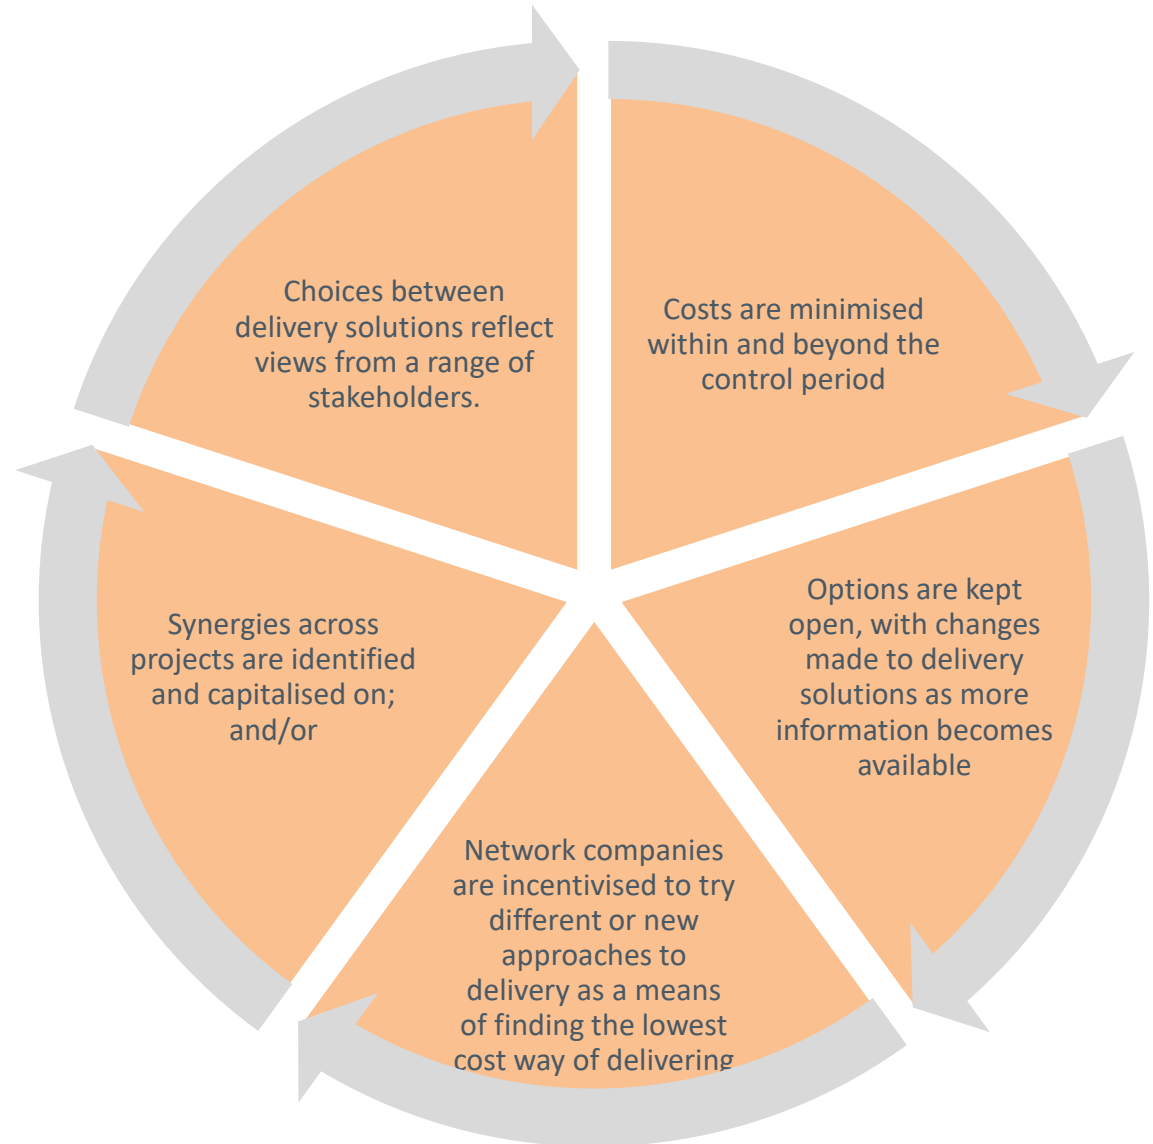 Costs are minimised
within and beyond the
control period
Options are kept
open, with changes
made to delivery
solutions as more
information becomes
available
Network companies
are incentivised to try
different or new
approaches to
delivery as a means
of finding the lowest
cost way of delivering
Synergies across
projects are identified
and capitalised on;
and/or
Choices between
delivery solutions reflect
views from a range of
stakeholders.